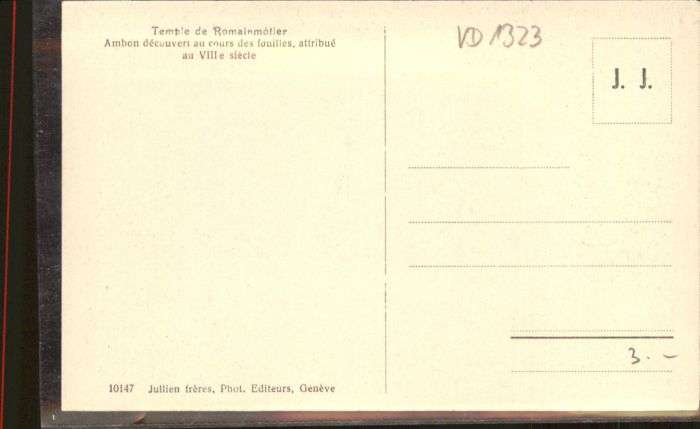 Temple de Romainmôtier
Ambon découvert au cours des fouilles, attribué
au VIIIe siècle
VD 1323
J. J.
3.-
10147 Jullien frères, Phot. Editeurs, Genève